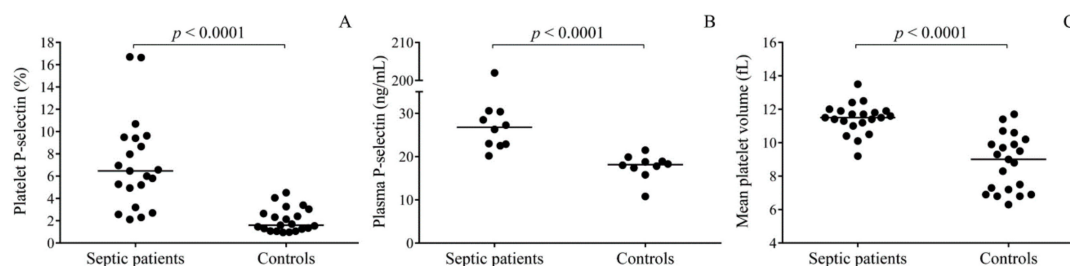 A
p < 0.0001
Platelet P-selectin (%)
18
16
14
12
10
8
6
4
2
0
Septic patients
Controls
B
p < 0.0001
Plasma P-selectin (ng/mL)
210
200
30
20
10
0
Septic patients
Controls
C
p < 0.0001
Mean platelet volume (fL)
16
14
12
10
8
6
4
Septic patients
Controls